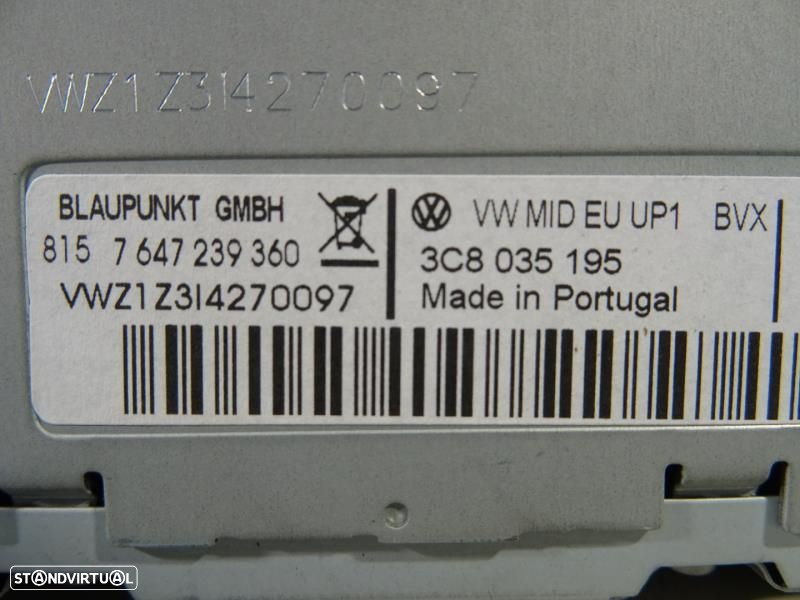 VWZ1Z3I4270097
BLAUPUNKT GMBH
815 7 647 239 360
VWZ1Z3I4270097
VW MID EU UP1 BVX
3C8 035 195
Made in Portugal
STANDVIRTUAL